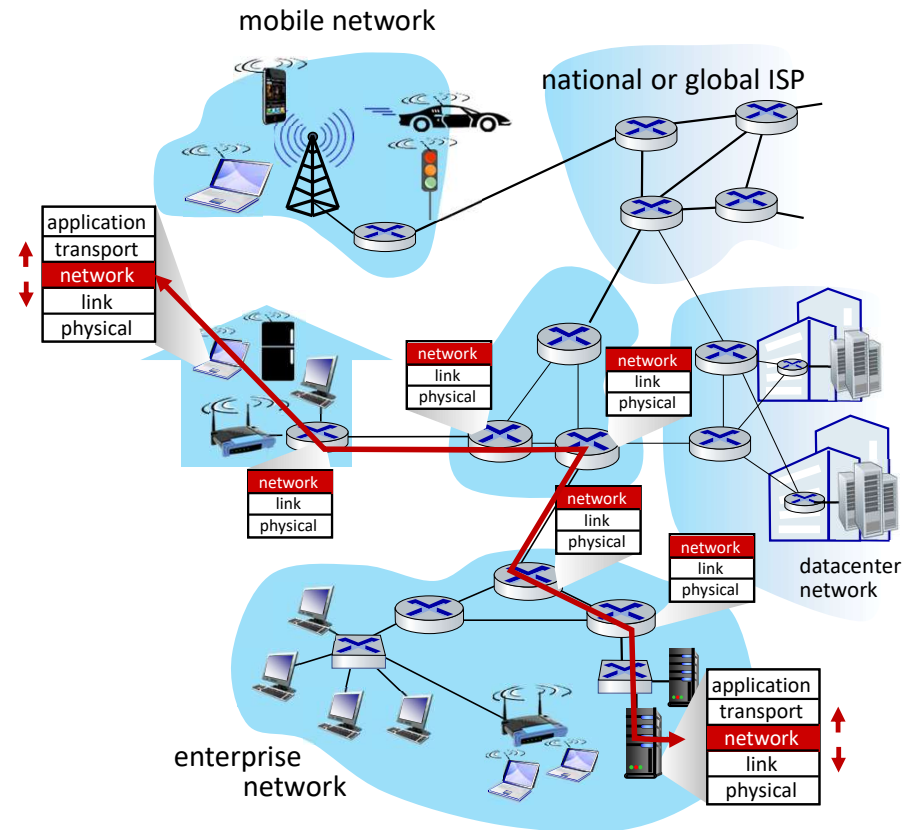 mobile network
national or global ISP
application
transport
network
link
physical
network
link
physical
network
link
physical
network
link
physical
network
link
physical
network
link
physical
datacenter
network
application
transport
network
link
physical
enterprise
network